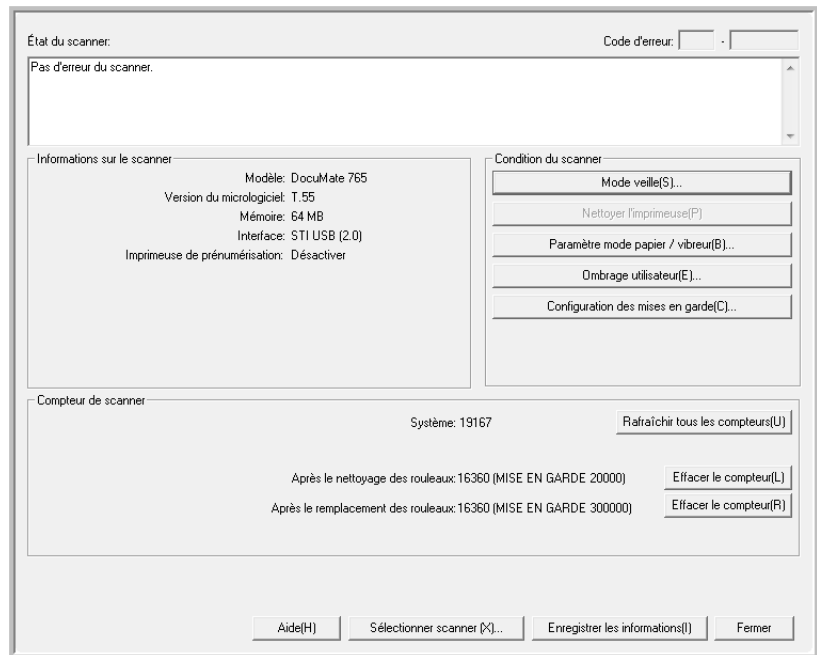 État du scanner: Code d'erreur: -
Pas d'erreur du scanner.
Informations sur le scanner
Modèle: DocuMate 765
Version du micrologiciel: T.55
Mémoire: 64 MB
Interface: STI USB (2.0)
Imprimeuse de prénumérisation: Désactiver
Condition du scanner
Mode veille(S)...
Nettoyer l'imprimeuse(P)
Paramètre mode papier / vibreur(B)...
Ombrage utilisateur(E)...
Configuration des mises en garde(C)...
Compteur de scanner
Système: 19167 Rafraîchir tous les compteurs(U)
Après le nettoyage des rouleaux: 16360 (MISE EN GARDE 20000) Effacer le compteur(L)
Après le remplacement des rouleaux: 16360 (MISE EN GARDE 300000) Effacer le compteur(R)
Aide(H) Sélectionner scanner (X)... Enregistrer les informations(I) Fermer